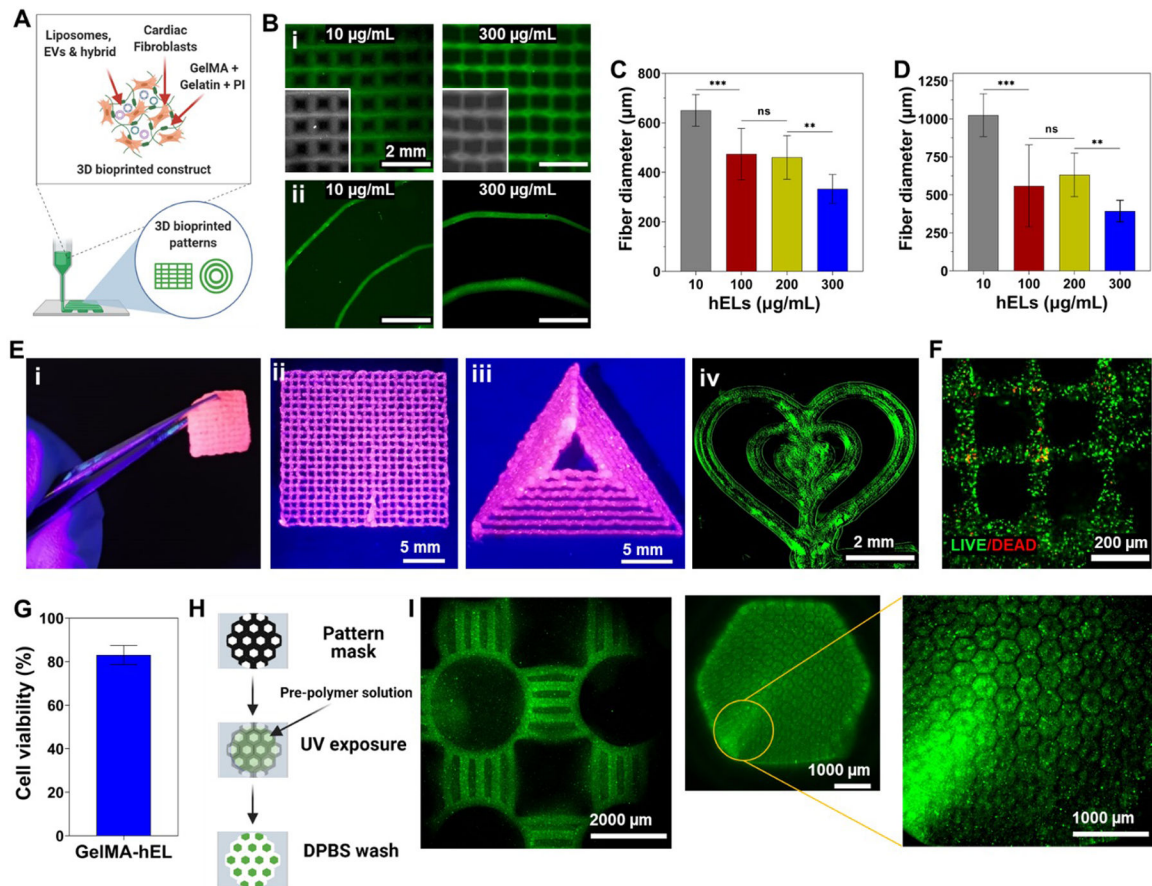 A
Liposomes,
EVs & hybrid
Cardiac
Fibroblasts
GelMA +
Gelatin + PI
3D bioprinted construct
3D bioprinted
patterns
B
i
10 µg/mL
2 mm
300 µg/mL
ii
10 µg/mL
300 µg/mL
C
Fiber diameter (µm)
800
600
400
200
0
***
ns
**
10
100
200
300
hELs (µg/mL)
D
Fiber diameter (µm)
1250
1000
750
500
250
0
***
ns
**
10
100
200
300
hELs (µg/mL)
E
i
ii
5 mm
iii
5 mm
iv
2 mm
F
LIVE/DEAD
200 µm
G
Cell vialbility (%)
100
80
60
40
20
0
GelMA-hEL
H
Pattern
mask
Pre-polymer solution
UV exposure
DPBS wash
I
2000 µm
1000 µm
1000 µm